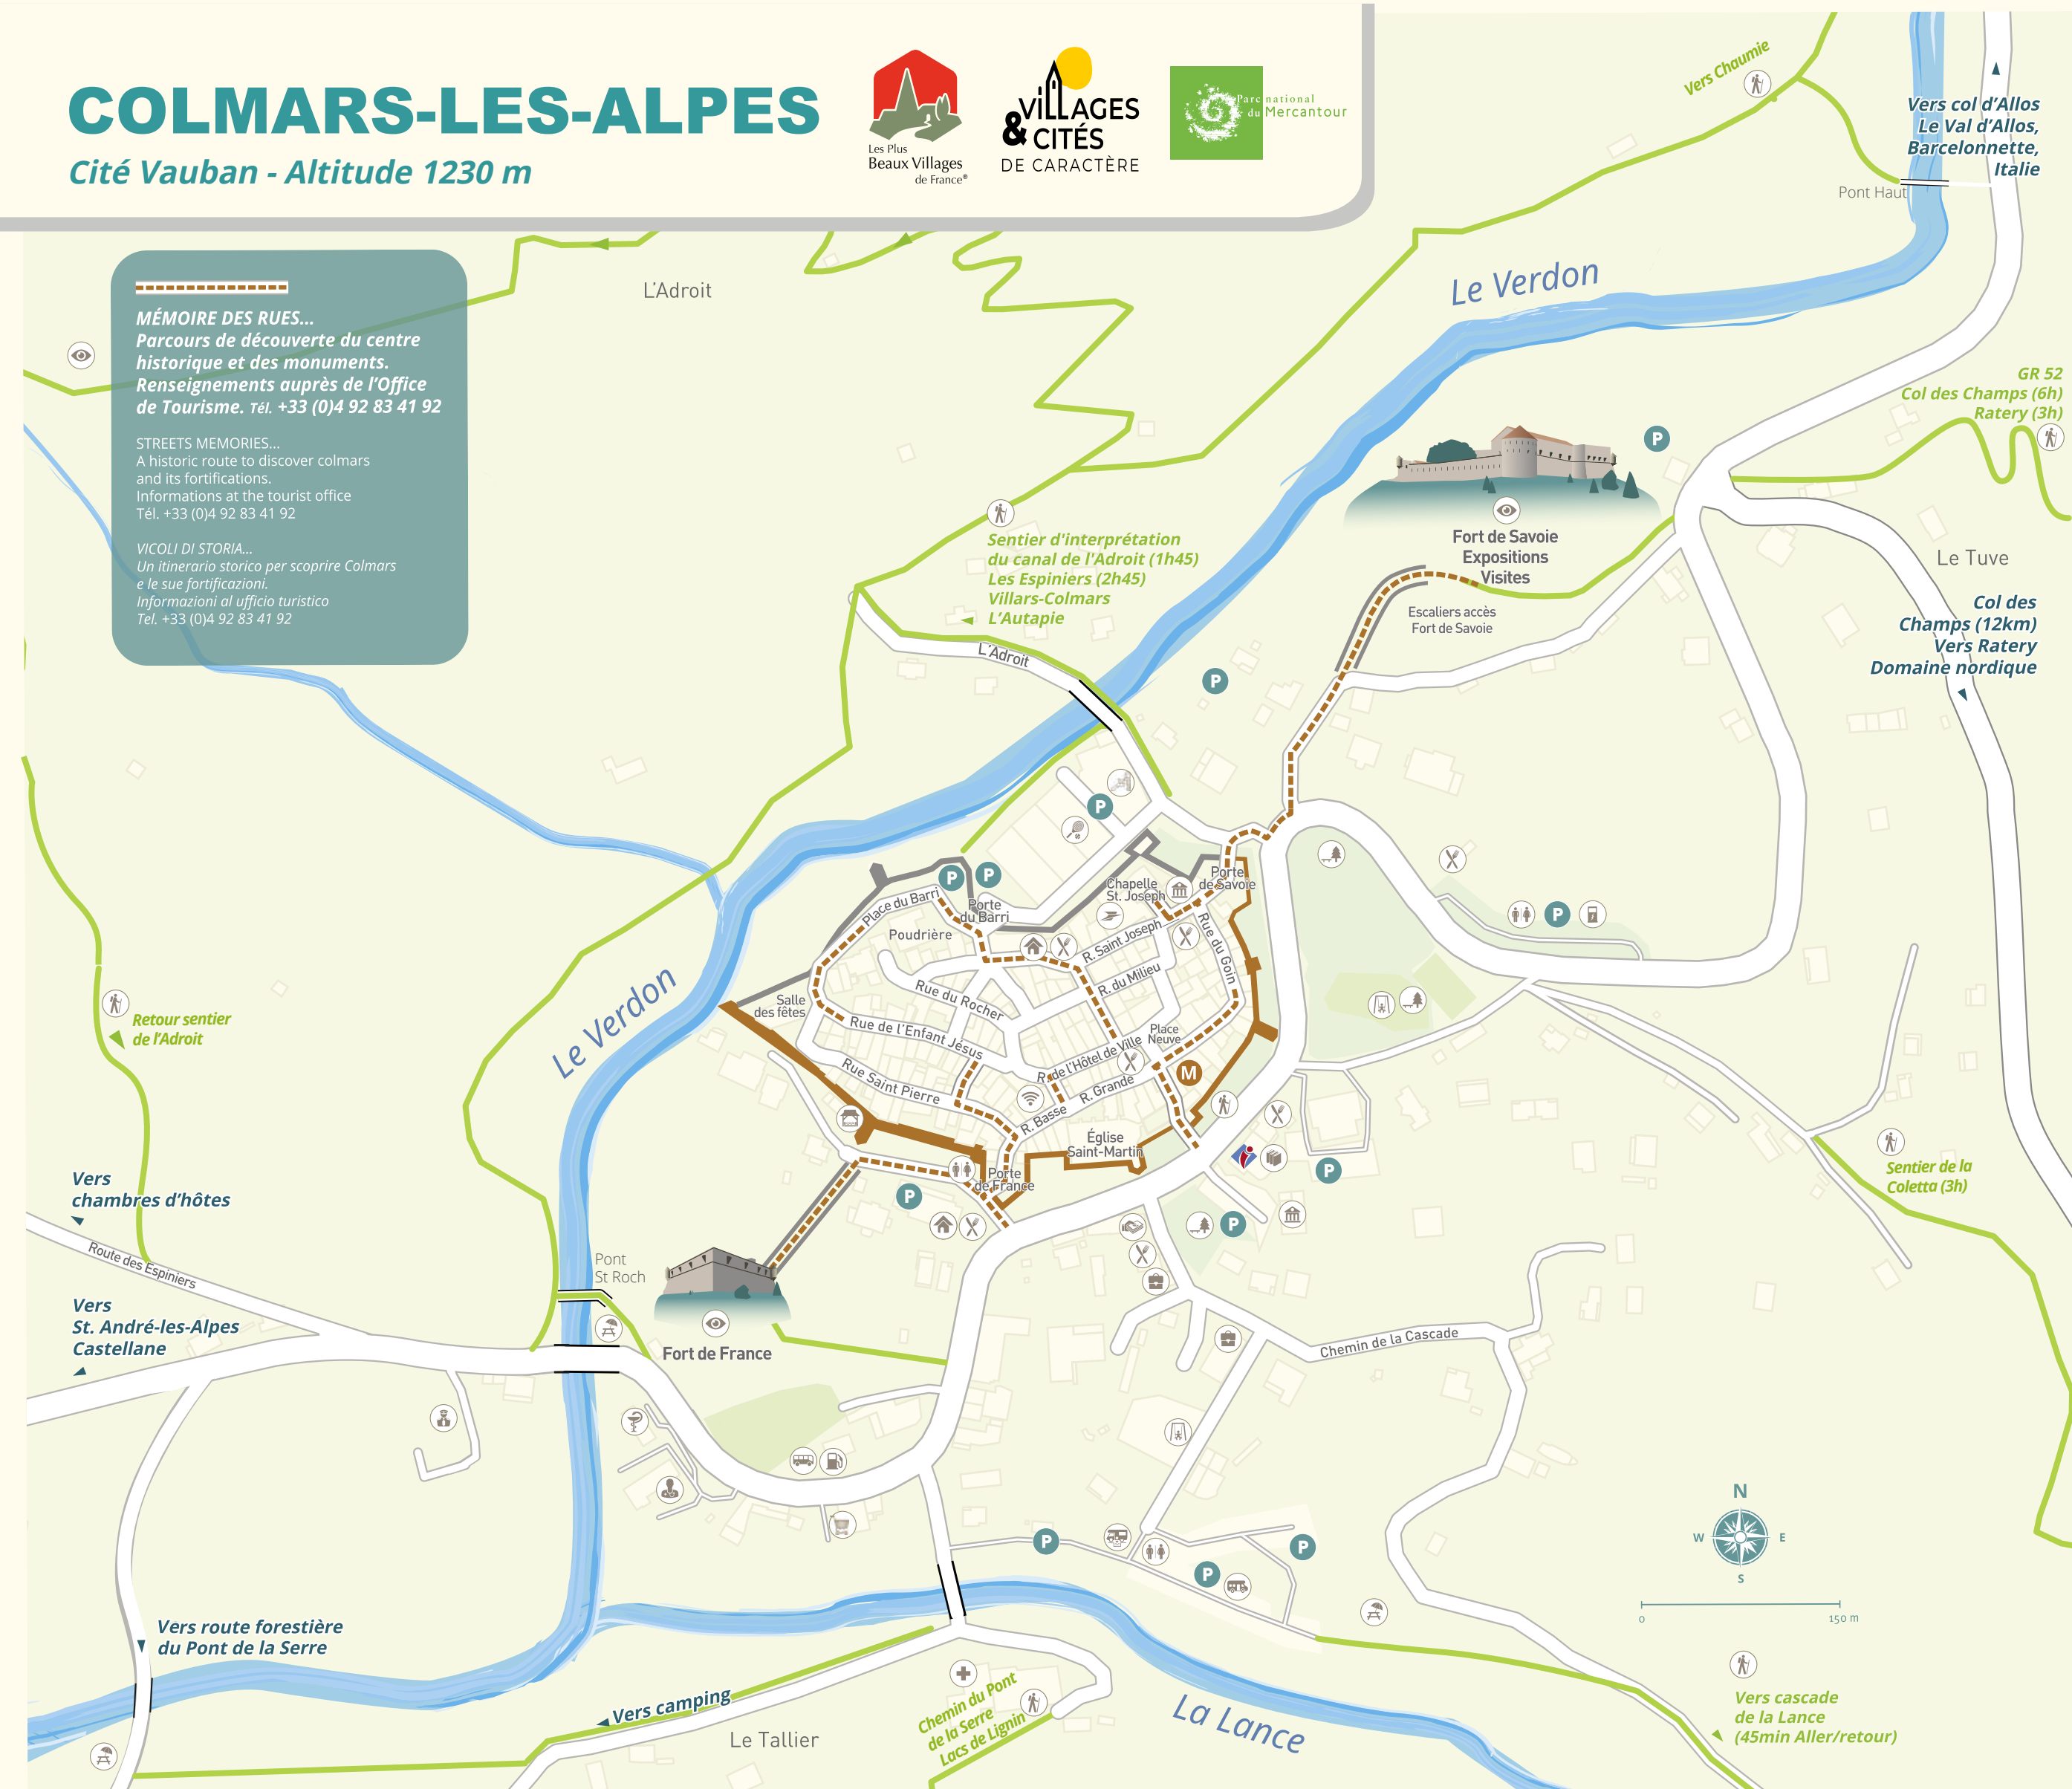 COLMARS-LES-ALPES
Cité Vauban - Altitude 1230 m
Les Plus
Beaux Villages
de France®
ViLLAGES
& CITÉS
DE CARACTÈRE
Parc national
du Mercantour
MÉMOIRE DES RUES...
Parcours de découverte du centre
historique et des monuments.
Renseignements auprès de l’Office
de Tourisme. Tél. +33 (0)4 92 83 41 92
STREETS MEMORIES...
A historic route to discover colmars
and its fortifications.
Informations at the tourist office
Tél. +33 (0)4 92 83 41 92
VICOLI DI STORIA...
Un itinerario storico per scoprire Colmars
e le sue fortificazioni.
Informazioni al ufficio turistico
Tel. +33 (0)4 92 83 41 92
L’Adroit
Vers Chaumie
Vers col d’Allos
Le Val d’Allos,
Barcelonnette,
Italie
Pont Haut
Le Verdon
GR 52
Col des Champs (6h)
Ratery (3h)
P
Fort de Savoie
Expositions
Visites
Escaliers accès
Fort de Savoie
Le Tuve
Col des
Champs (12km)
Vers Ratery
Domaine nordique
Sentier d'interprétation
du canal de l'Adroit (1h45)
Les Espiniers (2h45)
Villars-Colmars
L’Autapie
L’Adroit
P
P
P
P
Place du Barri
Porte
du Barri
Poudrière
Chapelle
St. Joseph
Porte
de Savoie
R. Saint Joseph
Rue du Goin
R. du Milieu
Rue du Rocher
Salle
des fêtes
Rue de l’Enfant Jésus
Place
Neuve
R. de l’Hôtel de Ville
Rue Saint Pierre
R. Grande
R. Basse
M
Église
Saint-Martin
Porte
de France
P
P
P
P
Le Verdon
Retour sentier
de l’Adroit
Vers
chambres d’hôtes
Route des Espiniers
Vers
St. André-les-Alpes
Castellane
Pont
St Roch
Fort de France
Sentier de la
Coletta (3h)
Chemin de la Cascade
P
P
P
N
W
E
S
0
150 m
Vers route forestière
du Pont de la Serre
Vers camping
Le Tallier
Chemin du Pont
de la Serre
Lacs de Lignin
La Lance
Vers cascade
de la Lance
(45min Aller/retour)